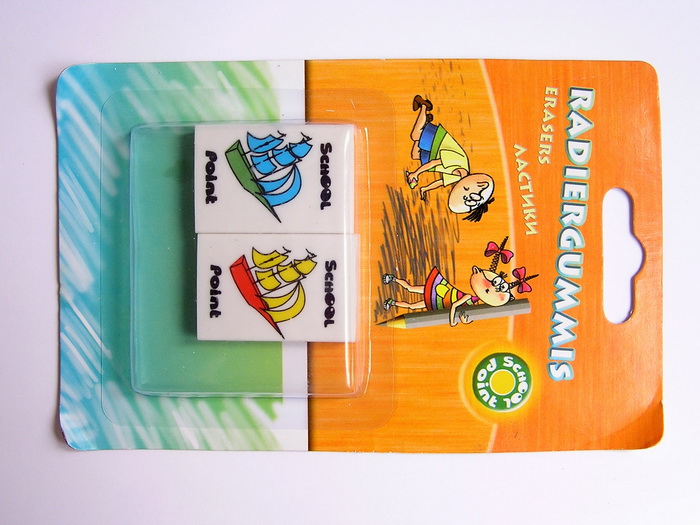 RADIERGUMMIS
ERASERS
ЛАСТИКИ
SCHOOL
Point
SCHOOL
Point
SCHOOL
Point